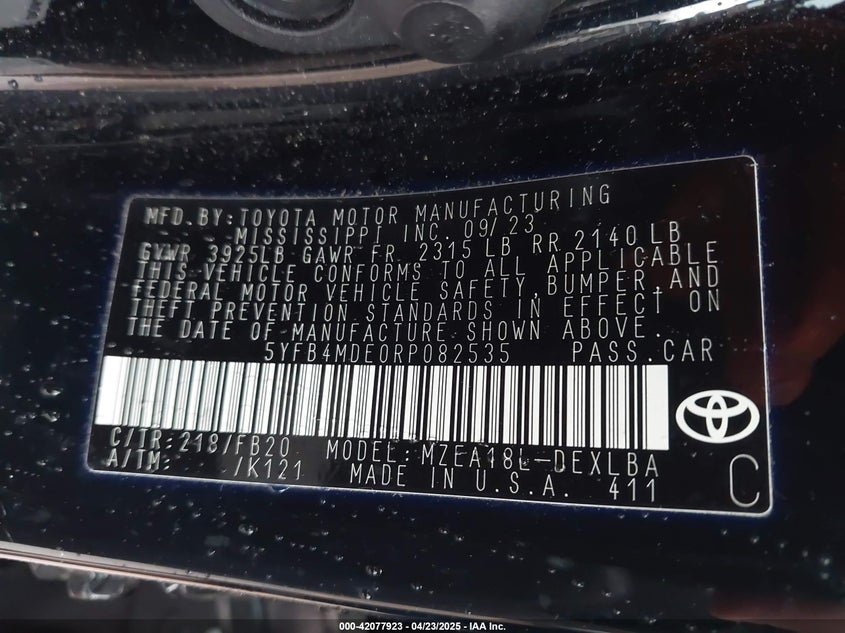 MFD. BY: TOYOTA MOTOR MANUFACTURING
MISSISSIPPI INC. 09/23
GVWR 3925LB GAWR FR 2315 LB RR 2140 LB
THIS VEHICLE CONFORMS TO ALL APPLICABLE
FEDERAL MOTOR VEHICLE SAFETY, BUMPER, AND
THEFT PREVENTION STANDARDS IN EFFECT ON
THE DATE OF MANUFACTURE SHOWN ABOVE.
5YFB4MDE0RP082535 PASS. CAR
C/TR: 218/FB20 MODEL: MZEA18L-DEXLBA
A/TM: /K121 MADE IN U.S.A. 411 C
000-42077923 - 04/23/2025 - IAA Inc.